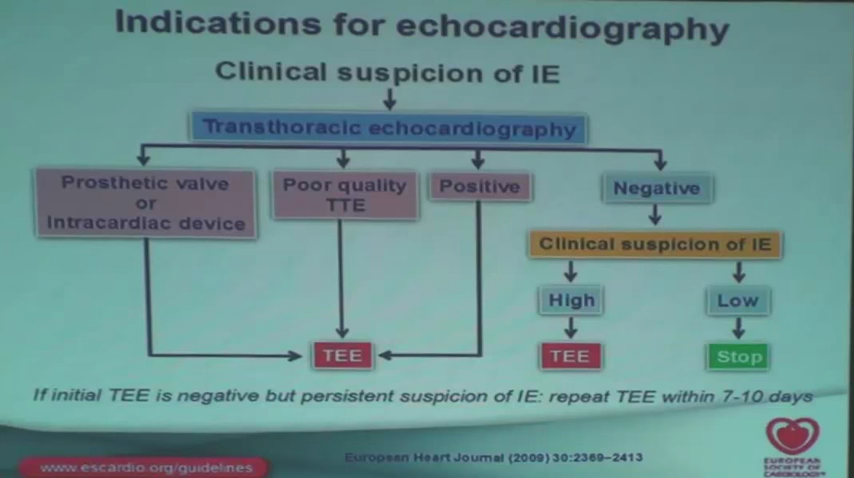 Indications for echocardiography
Clinical suspicion of IE
Transthoracic echocardiography
Prosthetic valve
or
Intracardiac device
Poor quality
TTE
Positive
Negative
Clinical suspicion of IE
High
Low
TEE
TEE
Stop
If initial TEE is negative but persistent suspicion of IE: repeat TEE within 7-10 days
www.escardio.org/guidelines
European Heart Journal (2009) 30:2369–2413
EUROPEAN
SOCIETY OF
CARDIOLOGY